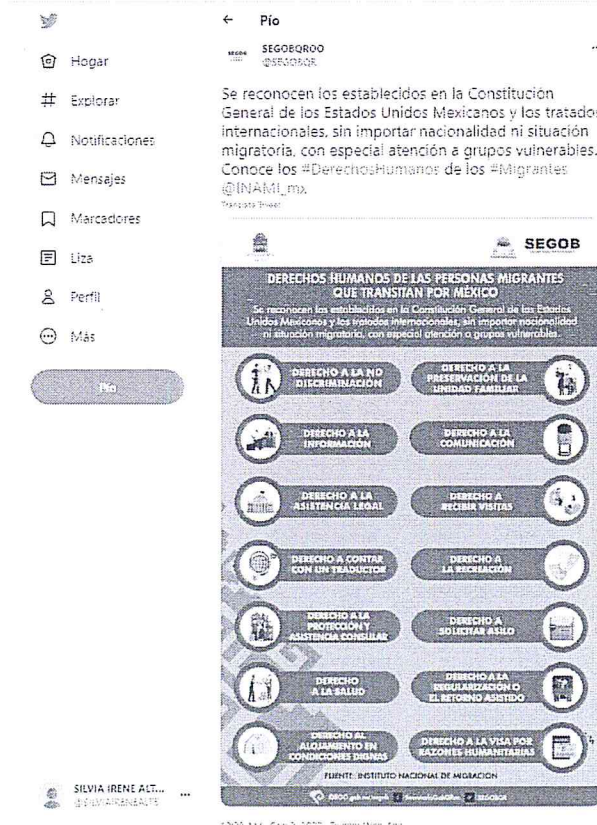 ← Pío
SEGOBQROO
@SEGOBQR
Hogar
Explorar
Notificaciones
Mensajes
Marcadores
Liza
Perfil
Más
Pío
Se reconocen los establecidos en la Constitución
General de los Estados Unidos Mexicanos y los tratados
internacionales, sin importar nacionalidad ni situación
migratoria, con especial atención a grupos vulnerables.
Conoce los #DerechosHumanos de los #Migrantes
@INAMI_mx.
Translate Tweet
SEGOB
DERECHOS HUMANOS DE LAS PERSONAS MIGRANTES
QUE TRANSITAN POR MÉXICO
Se reconocen los establecidos en la Constitución General de los Estados
Unidos Mexicanos y los tratados internacionales, sin importar nacionalidad
ni situación migratoria, con especial atención a grupos vulnerables.
DERECHO A LA NO
DISCRIMINACIÓN
DERECHO A LA
PRESERVACIÓN DE LA
UNIDAD FAMILIAR
DERECHO A LA
INFORMACIÓN
DERECHO A LA
COMUNICACIÓN
DERECHO A LA
ASISTENCIA LEGAL
DERECHO A
RECIBIR VISITAS
DERECHO A CONTAR
CON UN TRADUCTOR
DERECHO A
LA RECREACIÓN
DERECHO A LA
PROTECCIÓN Y
ASISTENCIA CONSULAR
DERECHO A
SOLICITAR ASILO
DERECHO
A LA SALUD
DERECHO A LA
REGULARIZACIÓN O
EL RETORNO ASISTIDO
DERECHO AL
ALOJAMIENTO EN
CONDICIONES DIGNAS
DERECHO A LA VISA POR
RAZONES HUMANITARIAS
FUENTE: INSTITUTO NACIONAL DE MIGRACIÓN
SILVIA IRENE ALT... ...